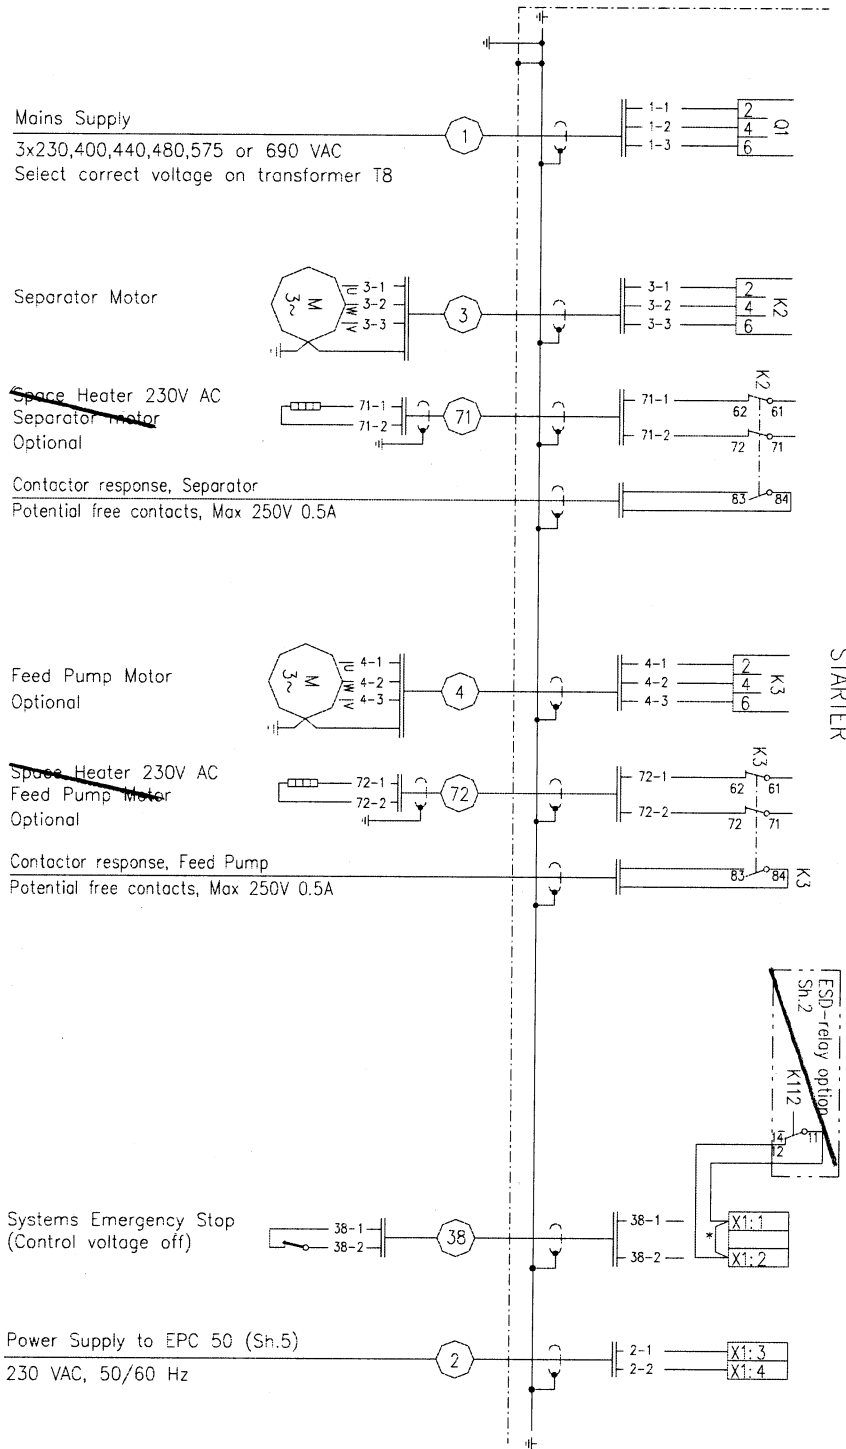 Mains Supply
3x230,400,440,480,575 or 690 VAC
Select correct voltage on transformer T8
1
1-1
1-2
1-3
2
4
6
Q1
Separator Motor
M
3~
U
W
V
3-1
3-2
3-3
3
3-1
3-2
3-3
2
4
6
K2
Space Heater 230V AC
Separator motor
Optional
71-1
71-2
71
71-1
71-2
K2
62
61
72
71
Contactor response, Separator
Potential free contacts, Max 250V 0.5A
83
84
STARTER
Feed Pump Motor
Optional
M
3~
U
W
V
4-1
4-2
4-3
4
4-1
4-2
4-3
2
4
6
K3
Space Heater 230V AC
Feed Pump Motor
Optional
72-1
72-2
72
72-1
72-2
K3
62
61
72
71
Contactor response, Feed Pump
Potential free contacts, Max 250V 0.5A
83
84
K3
ESD-relay option
Sh.2
K112
14
12
11
Systems Emergency Stop
(Control voltage off)
38-1
38-2
38
38-1
38-2
*
X1:1
X1:2
Power Supply to EPC 50 (Sh.5)
230 VAC, 50/60 Hz
2
2-1
2-2
X1:3
X1:4